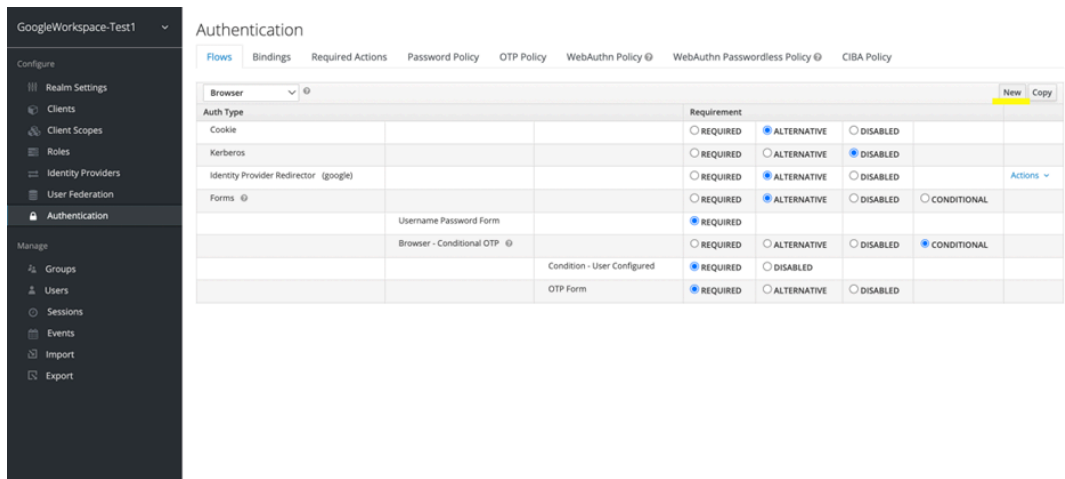 GoogleWorkspace-Test1
Configure
Realm Settings
Clients
Client Scopes
Roles
Identity Providers
User Federation
Authentication
Manage
Groups
Users
Sessions
Events
Import
Export
Authentication
Flows Bindings Required Actions Password Policy OTP Policy WebAuthn Policy WebAuthn Passwordless Policy CIBA Policy
Browser New Copy
Auth Type Requirement
Cookie REQUIRED ALTERNATIVE DISABLED
Kerberos REQUIRED ALTERNATIVE DISABLED
Identity Provider Redirector (google) REQUIRED ALTERNATIVE DISABLED Actions
Forms REQUIRED ALTERNATIVE DISABLED CONDITIONAL
Username Password Form REQUIRED
Browser - Conditional OTP REQUIRED ALTERNATIVE DISABLED CONDITIONAL
Condition - User Configured REQUIRED DISABLED
OTP Form REQUIRED ALTERNATIVE DISABLED